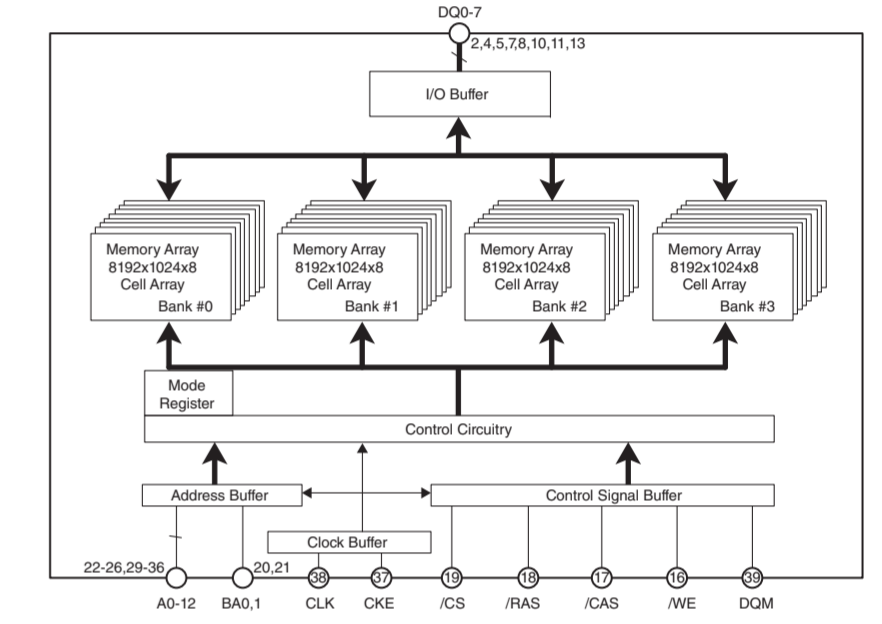 DQ0-7
2,4,5,7,8,10,11,13
I/O Buffer
Memory Array
8192x1024x8
Cell Array
Bank #0
Memory Array
8192x1024x8
Cell Array
Bank #1
Memory Array
8192x1024x8
Cell Array
Bank #2
Memory Array
8192x1024x8
Cell Array
Bank #3
Mode
Register
Control Circuitry
Address Buffer
Control Signal Buffer
Clock Buffer
22-26,29-36
20,21
38
37
19
18
17
16
39
A0-12
BA0,1
CLK
CKE
/CS
/RAS
/CAS
/WE
DQM